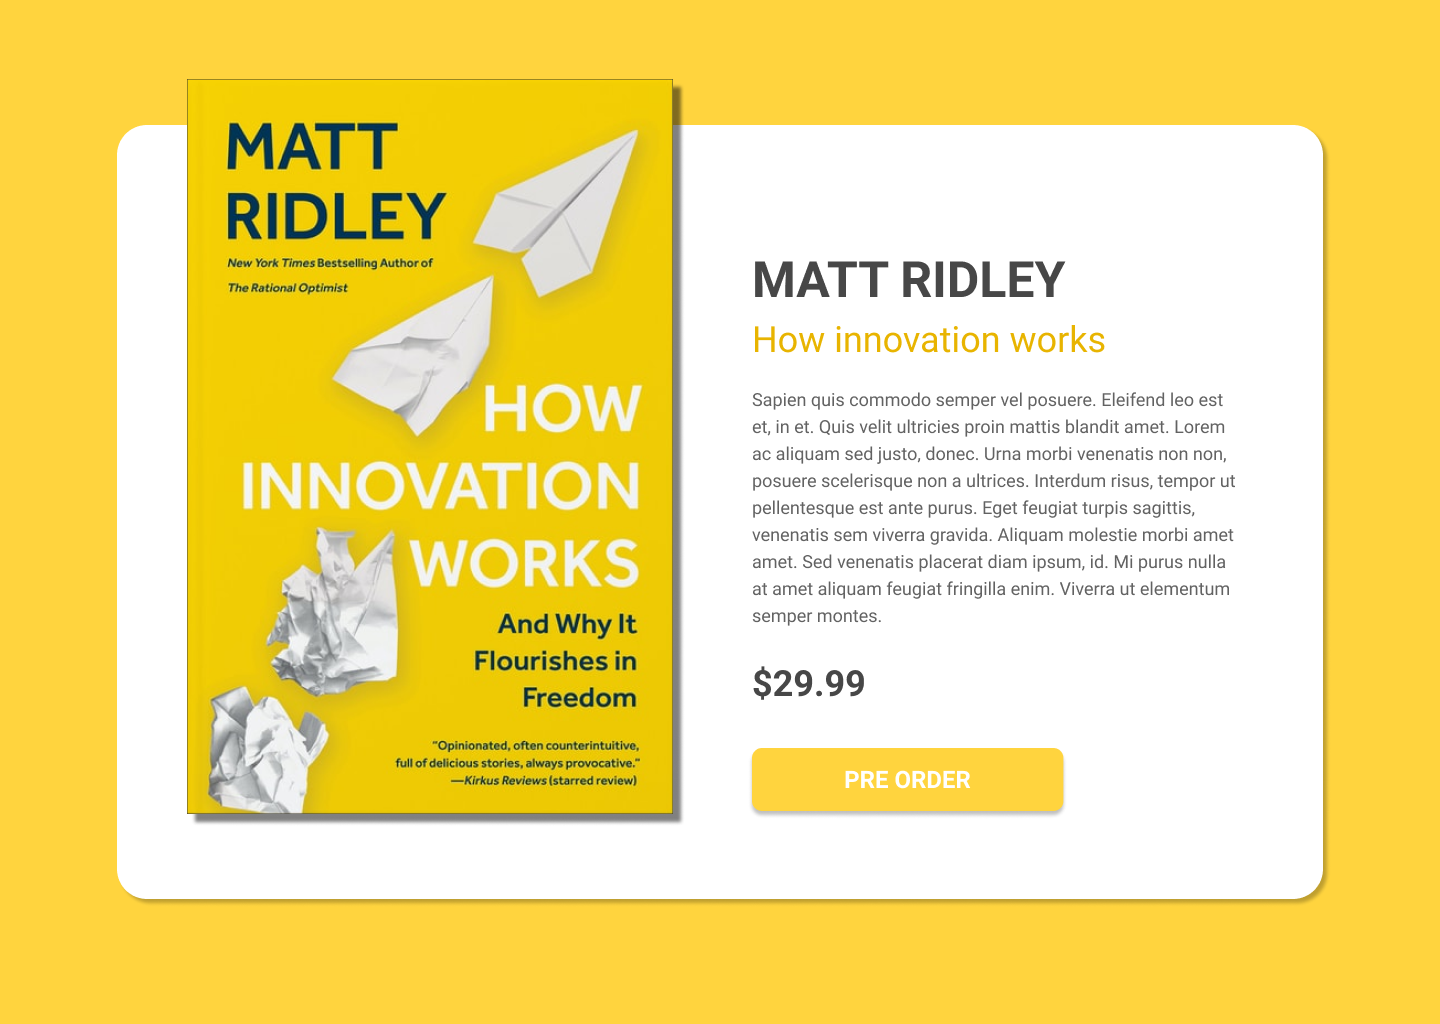 MATT
RIDLEY
New York Times Bestselling Author of
The Rational Optimist
HOW
INNOVATION
WORKS
And Why It
Flourishes in
Freedom
"Opinionated, often counterintuitive,
full of delicious stories, always provocative."
—Kirkus Reviews (starred review)
MATT RIDLEY
How innovation works
Sapien quis commodo semper vel posuere. Eleifend leo est
et, in et. Quis velit ultricies proin mattis blandit amet. Lorem
ac aliquam sed justo, donec. Urna morbi venenatis non non,
posuere scelerisque non a ultrices. Interdum risus, tempor ut
pellentesque est ante purus. Eget feugiat turpis sagittis,
venenatis sem viverra gravida. Aliquam molestie morbi amet
amet. Sed venenatis placerat diam ipsum, id. Mi purus nulla
at amet aliquam feugiat fringilla enim. Viverra ut elementum
semper montes.
$29.99
PRE ORDER